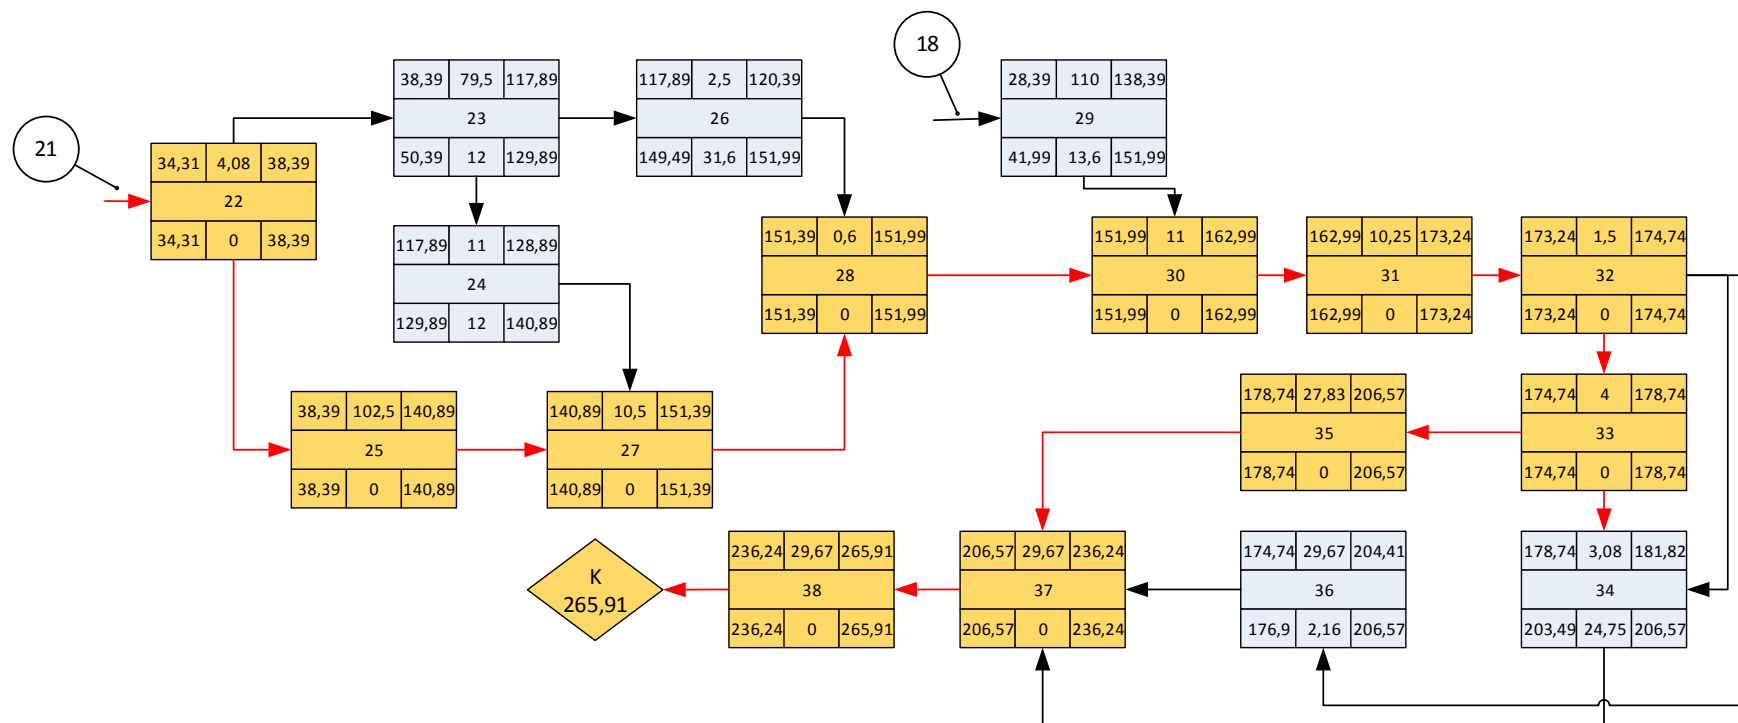 18
38,39 79,5 117,89
23
50,39 12 129,89
117,89 2,5 120,39
26
149,49 31,6 151,99
28,39 110 138,39
29
41,99 13,6 151,99
21
34,31 4,08 38,39
22
34,31 0 38,39
117,89 11 128,89
24
129,89 12 140,89
151,39 0,6 151,99
28
151,39 0 151,99
151,99 11 162,99
30
151,99 0 162,99
162,99 10,25 173,24
31
162,99 0 173,24
173,24 1,5 174,74
32
173,24 0 174,74
38,39 102,5 140,89
25
38,39 0 140,89
140,89 10,5 151,39
27
140,89 0 151,39
178,74 27,83 206,57
35
178,74 0 206,57
174,74 4 178,74
33
174,74 0 178,74
K
265,91
236,24 29,67 265,91
38
236,24 0 265,91
206,57 29,67 236,24
37
206,57 0 236,24
174,74 29,67 204,41
36
176,9 2,16 206,57
178,74 3,08 181,82
34
203,49 24,75 206,57